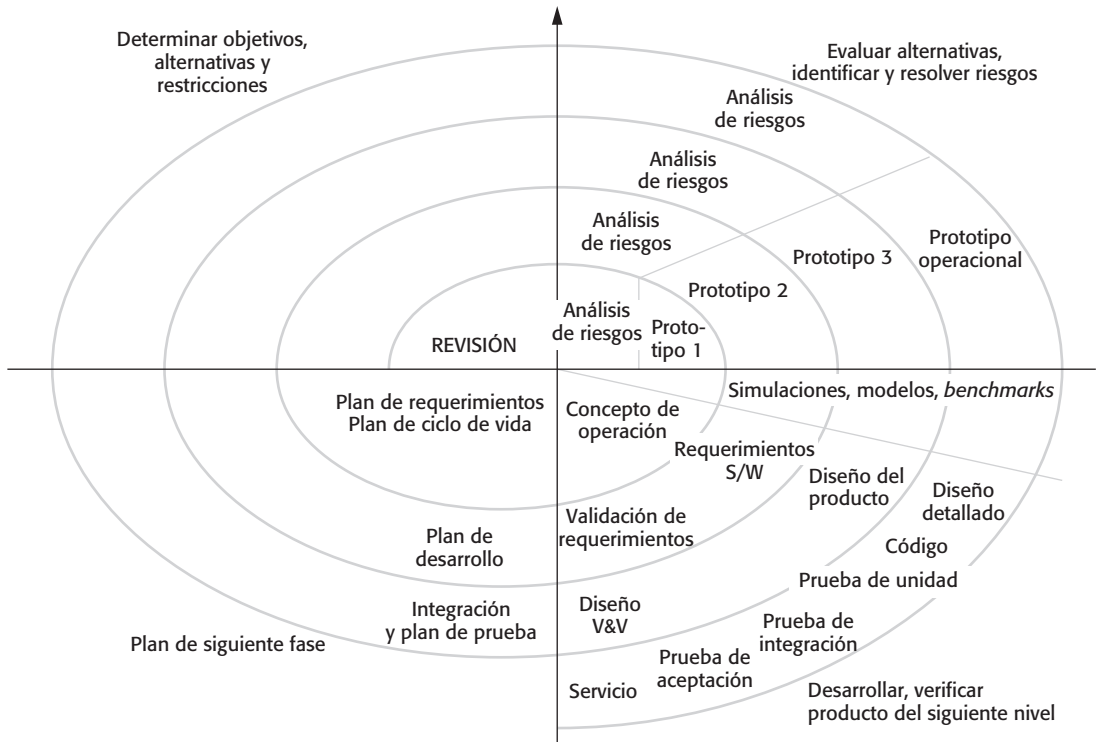 Determinar objetivos,
alternativas y
restricciones
Evaluar alternativas,
identificar y resolver riesgos
Análisis
de riesgos
Análisis
de riesgos
Análisis
de riesgos
Análisis
de riesgos
Proto-
tipo 1
Prototipo 2
Prototipo 3
Prototipo
operacional
REVISIÓN
Simulaciones, modelos, benchmarks
Plan de requerimientos
Plan de ciclo de vida
Concepto de
operación
Requerimientos
S/W
Diseño del
producto
Diseño
detallado
Plan de
desarrollo
Validación de
requerimientos
Código
Prueba de unidad
Integración
y plan de prueba
Diseño
V&V
Prueba de
integración
Plan de siguiente fase
Prueba de
aceptación
Servicio
Desarrollar, verificar
producto del siguiente nivel